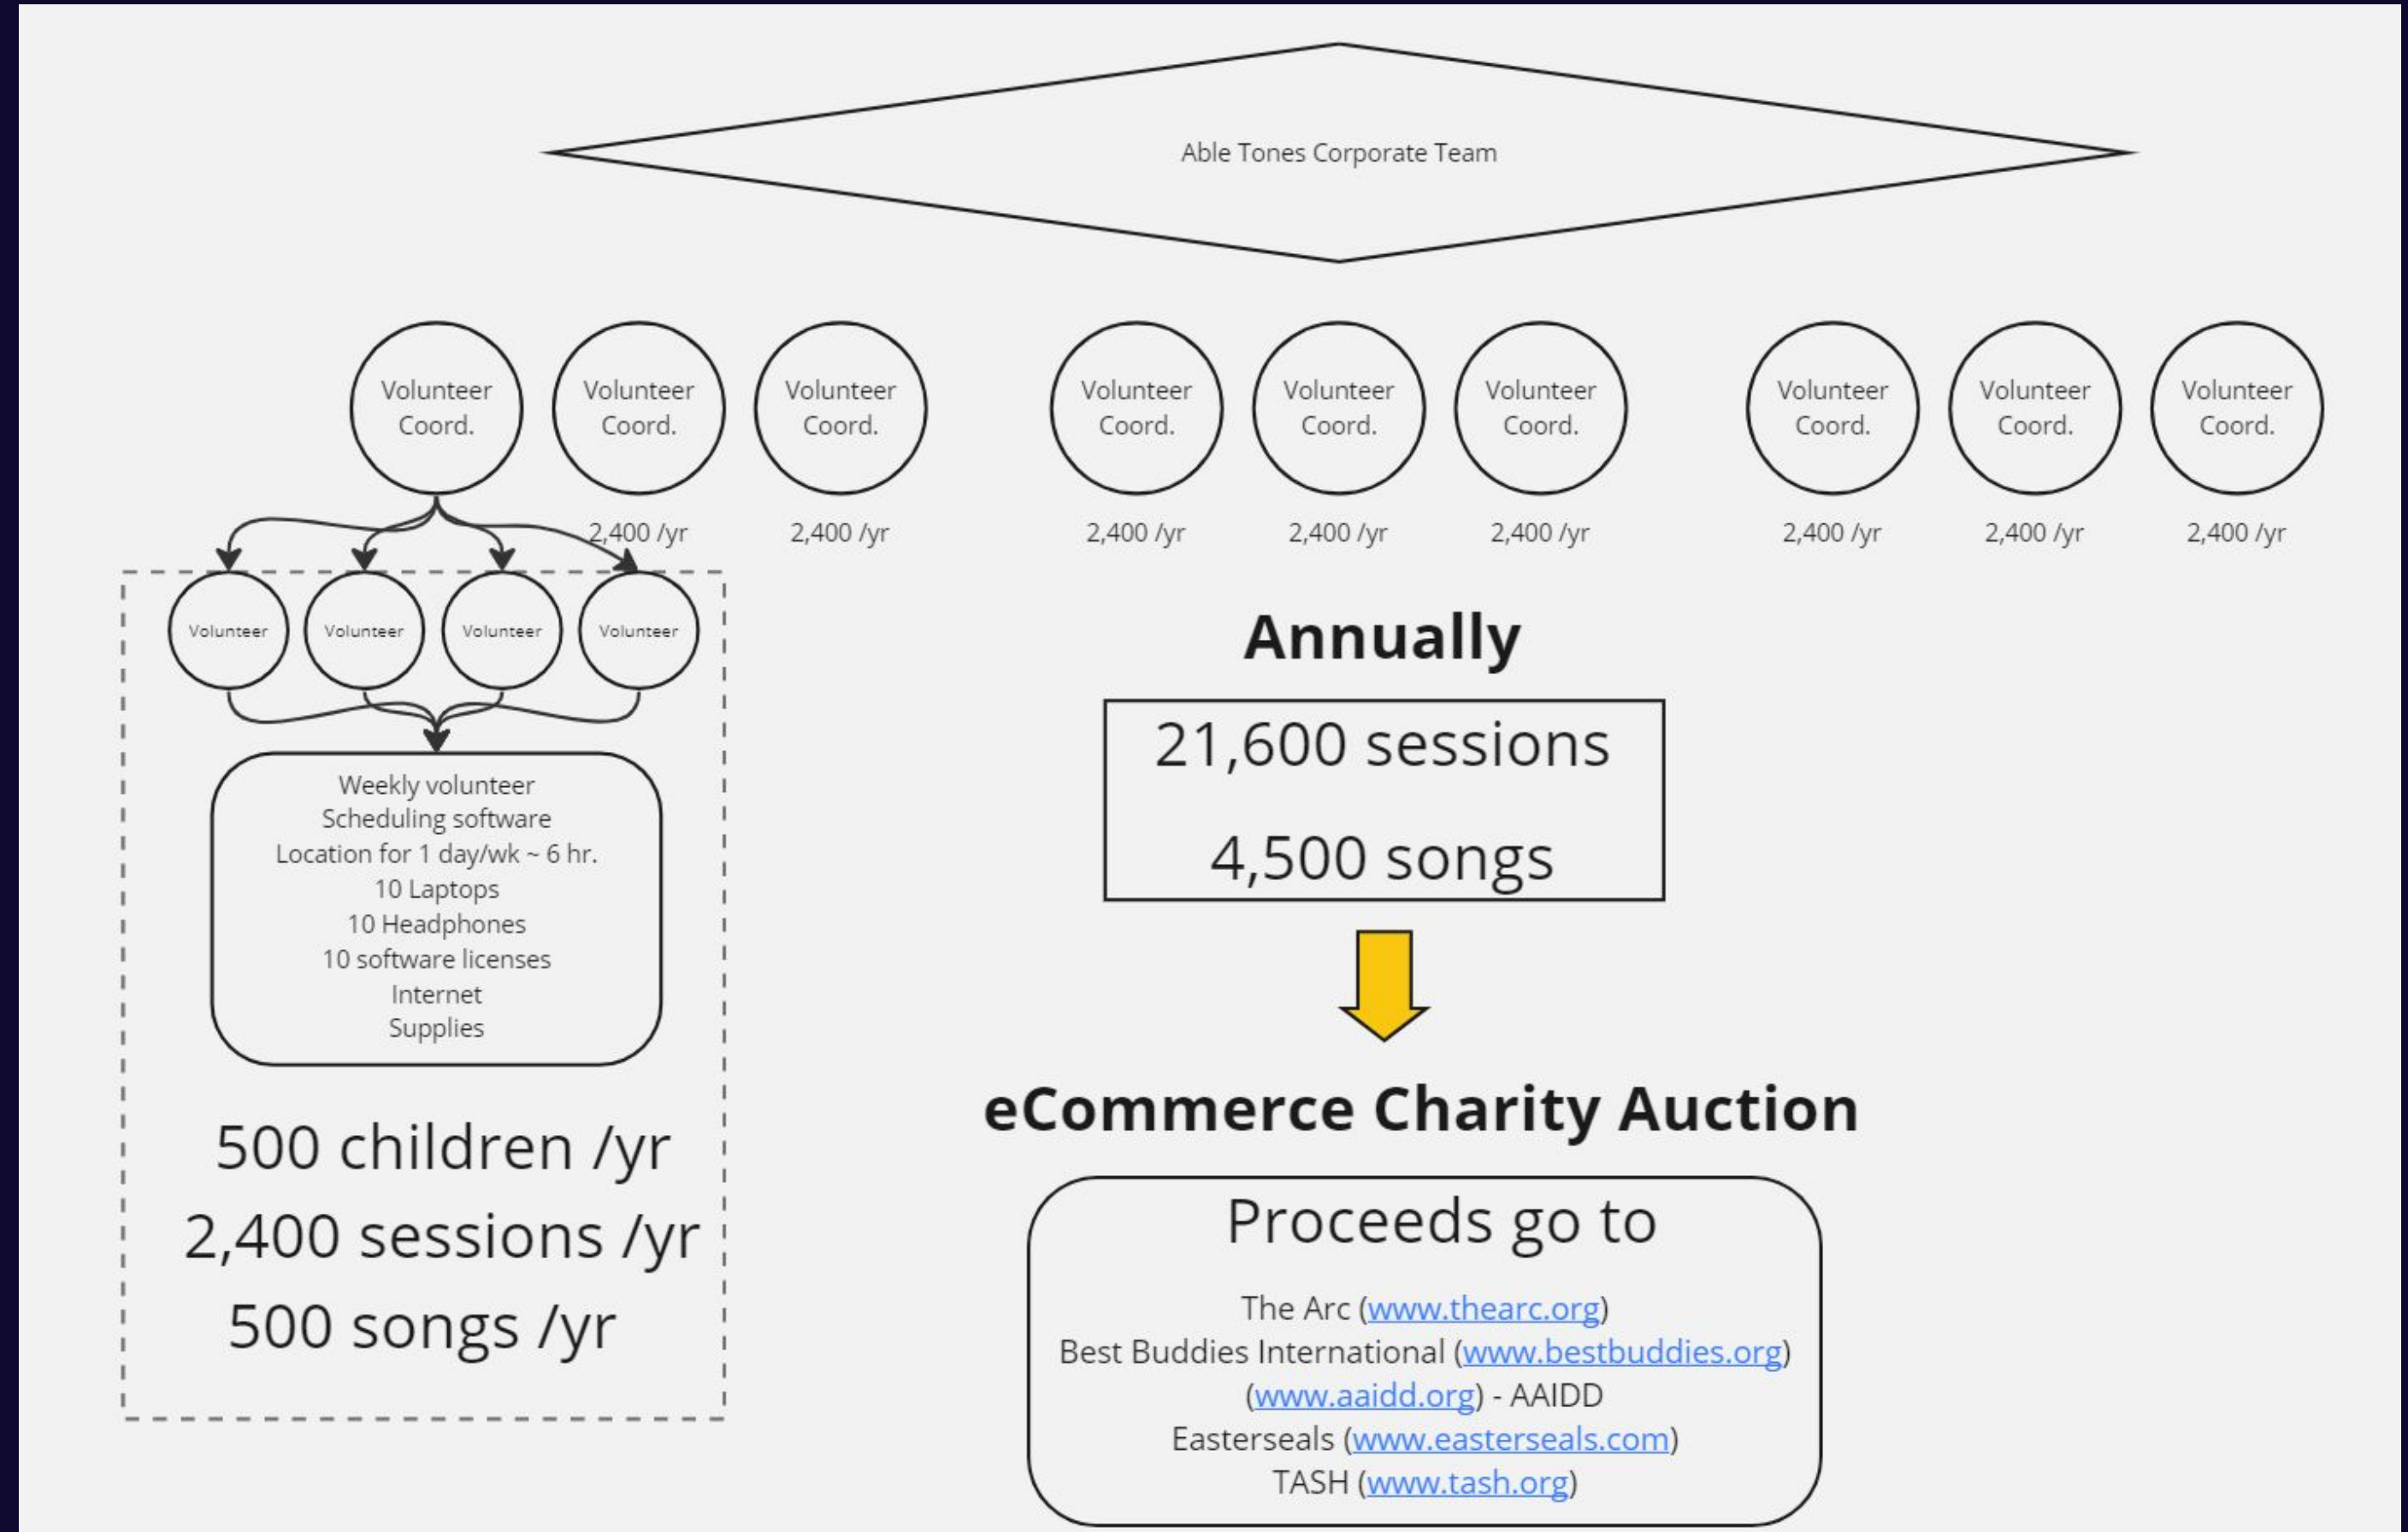 Able Tones Corporate Team
Volunteer
Coord.
Volunteer
Coord.
Volunteer
Coord.
Volunteer
Coord.
Volunteer
Coord.
Volunteer
Coord.
Volunteer
Coord.
Volunteer
Coord.
Volunteer
Coord.
2,400 /yr
2,400 /yr
2,400 /yr
2,400 /yr
2,400 /yr
2,400 /yr
2,400 /yr
2,400 /yr
Volunteer
Volunteer
Volunteer
Volunteer
Weekly volunteer
Scheduling software
Location for 1 day/wk ~ 6 hr.
10 Laptops
10 Headphones
10 software licenses
Internet
Supplies
500 children /yr
2,400 sessions /yr
500 songs /yr
Annually
21,600 sessions
4,500 songs
eCommerce Charity Auction
Proceeds go to
The Arc (www.thearc.org)
Best Buddies International (www.bestbuddies.org)
(www.aaidd.org) - AAIDD
Easterseals (www.easterseals.com)
TASH (www.tash.org)